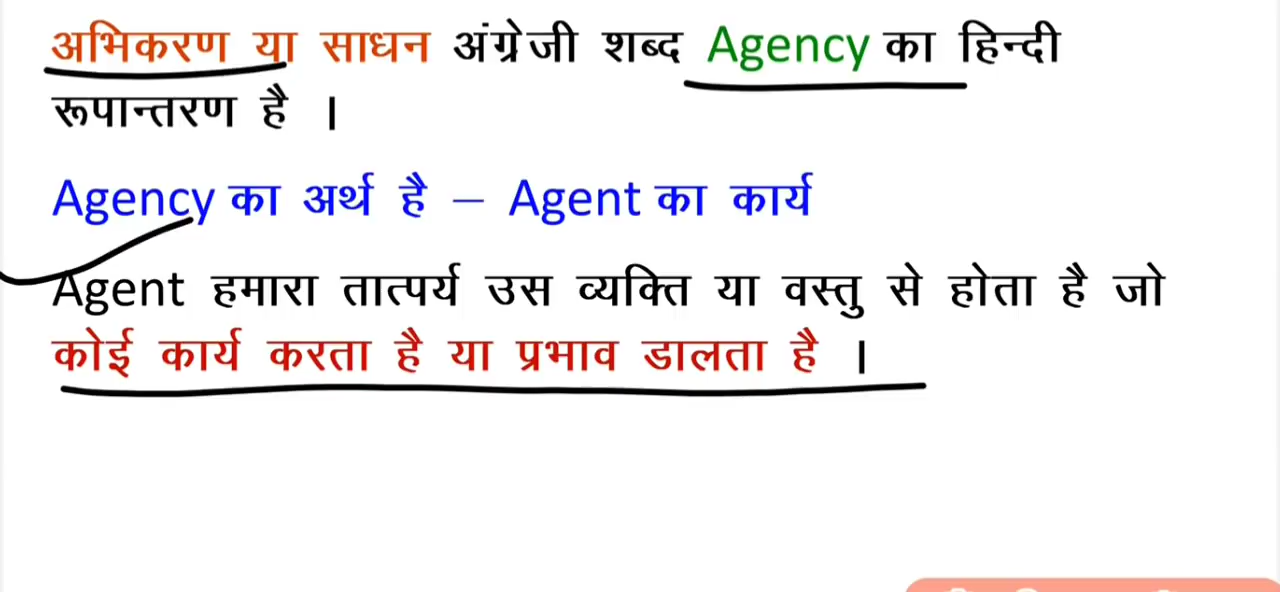 अभिकरण या साधन अंग्रेजी शब्द Agency का हिन्दी
रूपान्तरण है ।
Agency का अर्थ है – Agent का कार्य
Agent हमारा तात्पर्य उस व्यक्ति या वस्तु से होता है जो
कोई कार्य करता है या प्रभाव डालता है ।